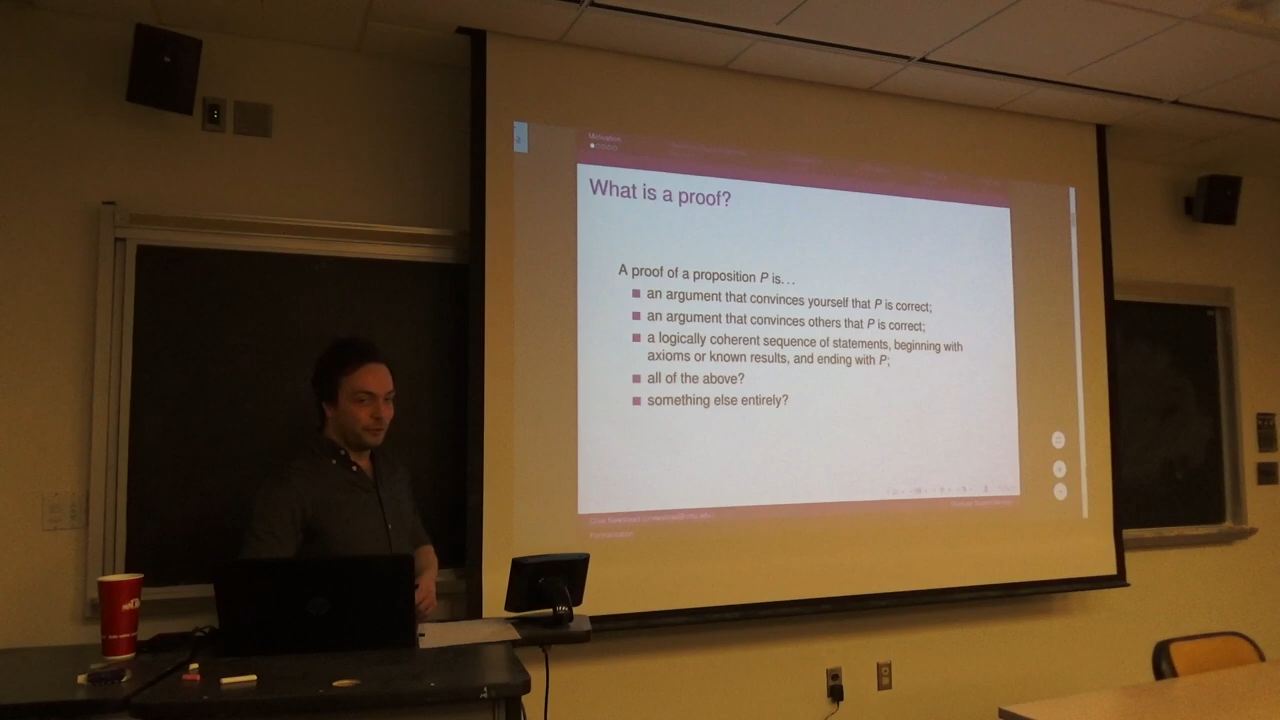 Motivation
What is a proof?
A proof of a proposition P is...
an argument that convinces yourself that P is correct;
an argument that convinces others that P is correct;
a logically coherent sequence of statements, beginning with
axioms or known results, and ending with P;
all of the above?
something else entirely?
Formalisation